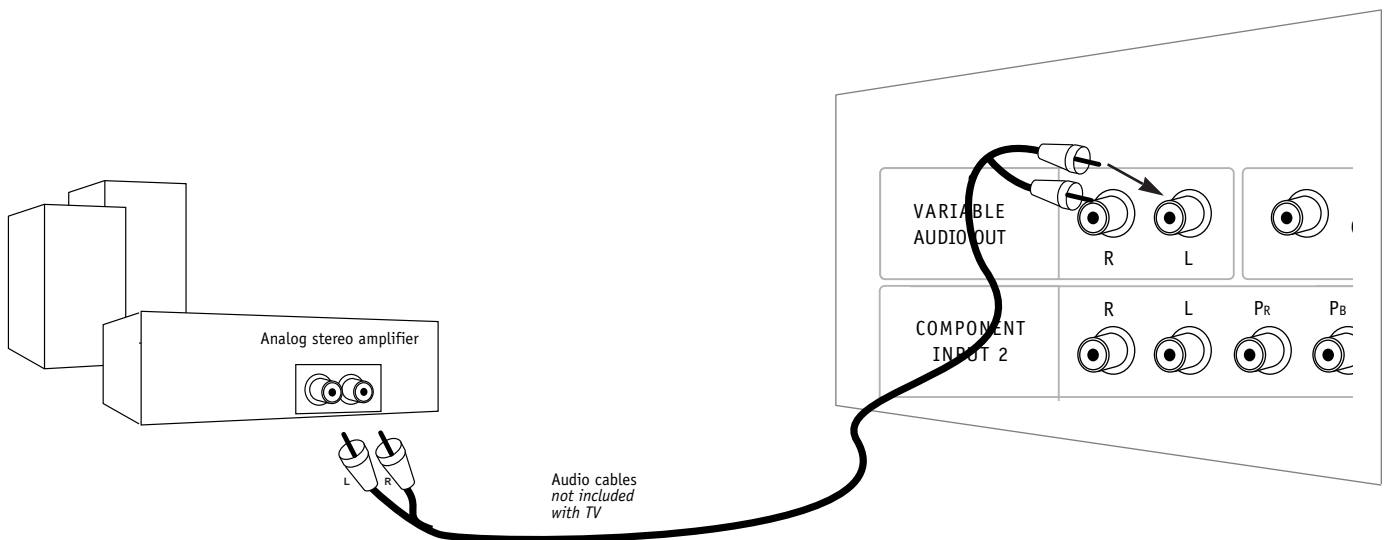 VARIABLE
AUDIO OUT
R L
COMPONENT
INPUT 2
R L PR PB
Analog stereo amplifier
L R
Audio cables
not included
with TV